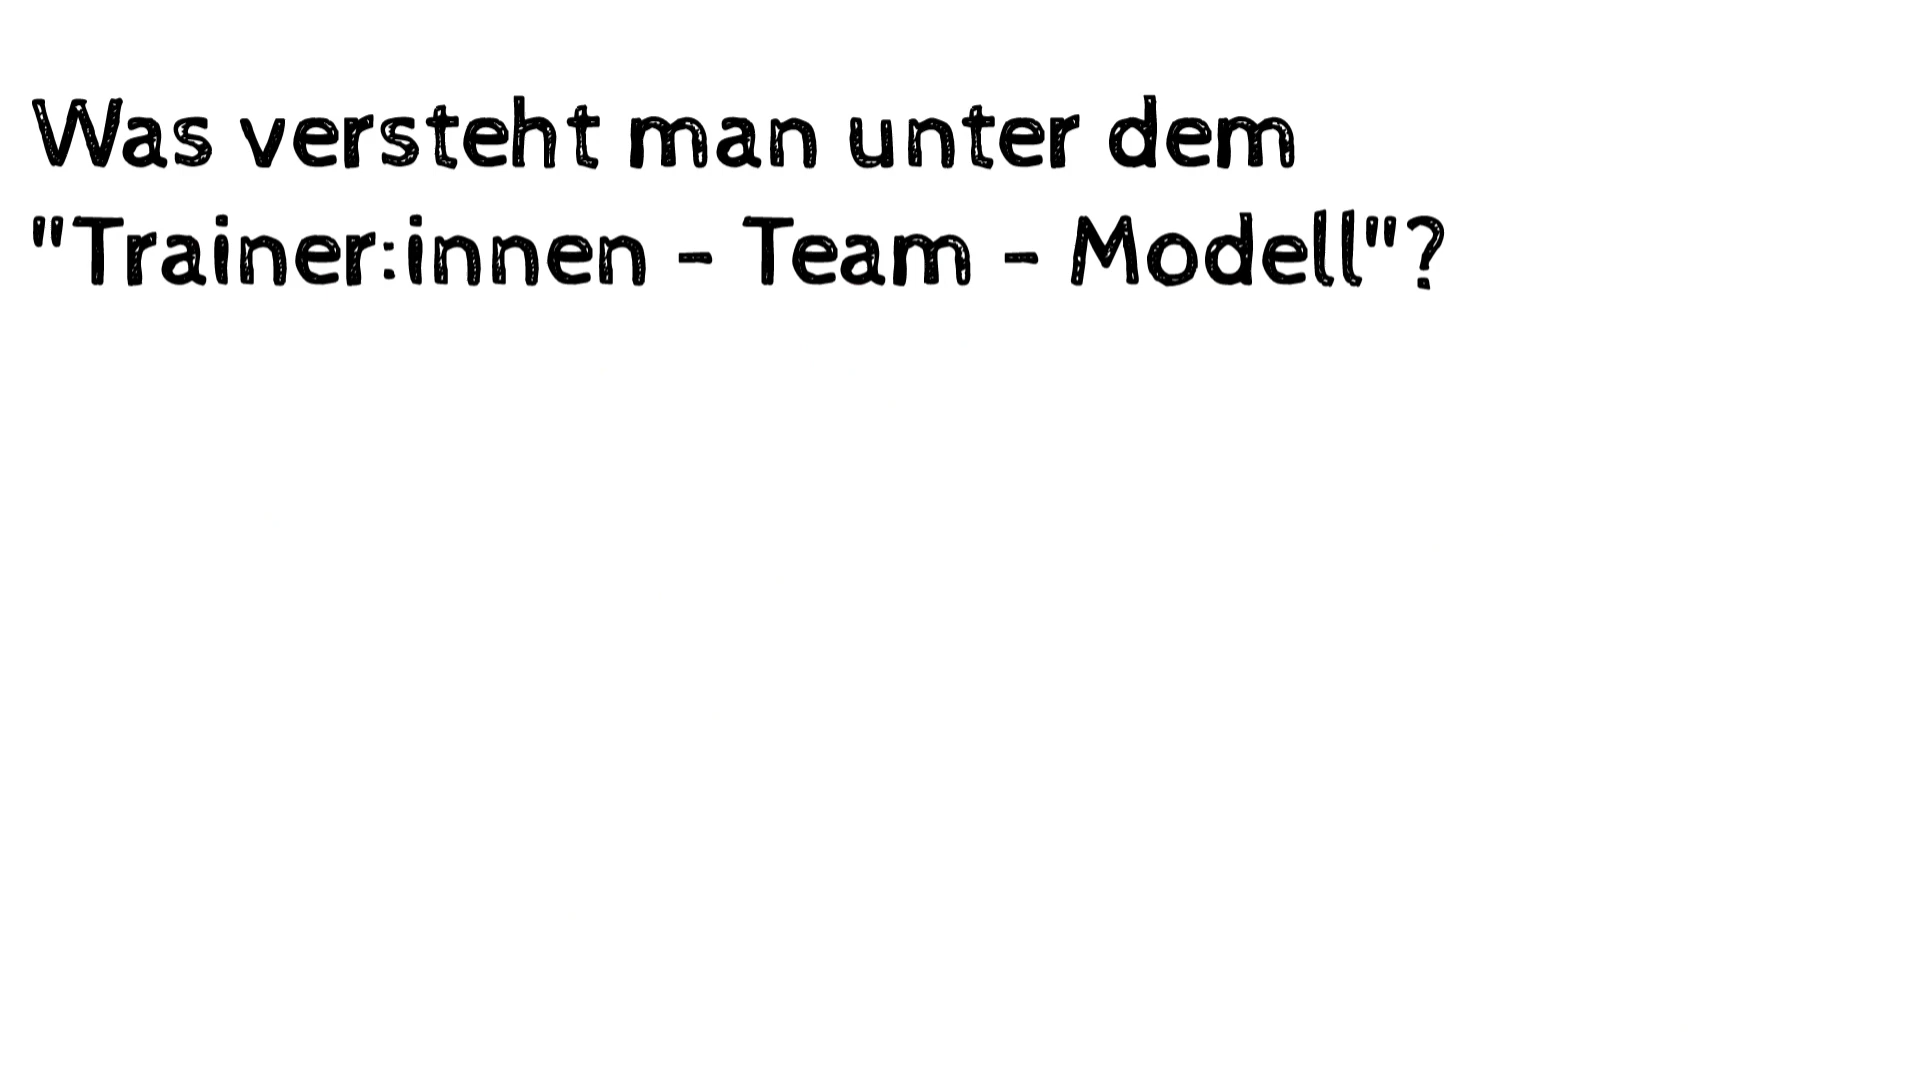 Was versteht man unter dem
"Trainer:innen - Team - Modell"?